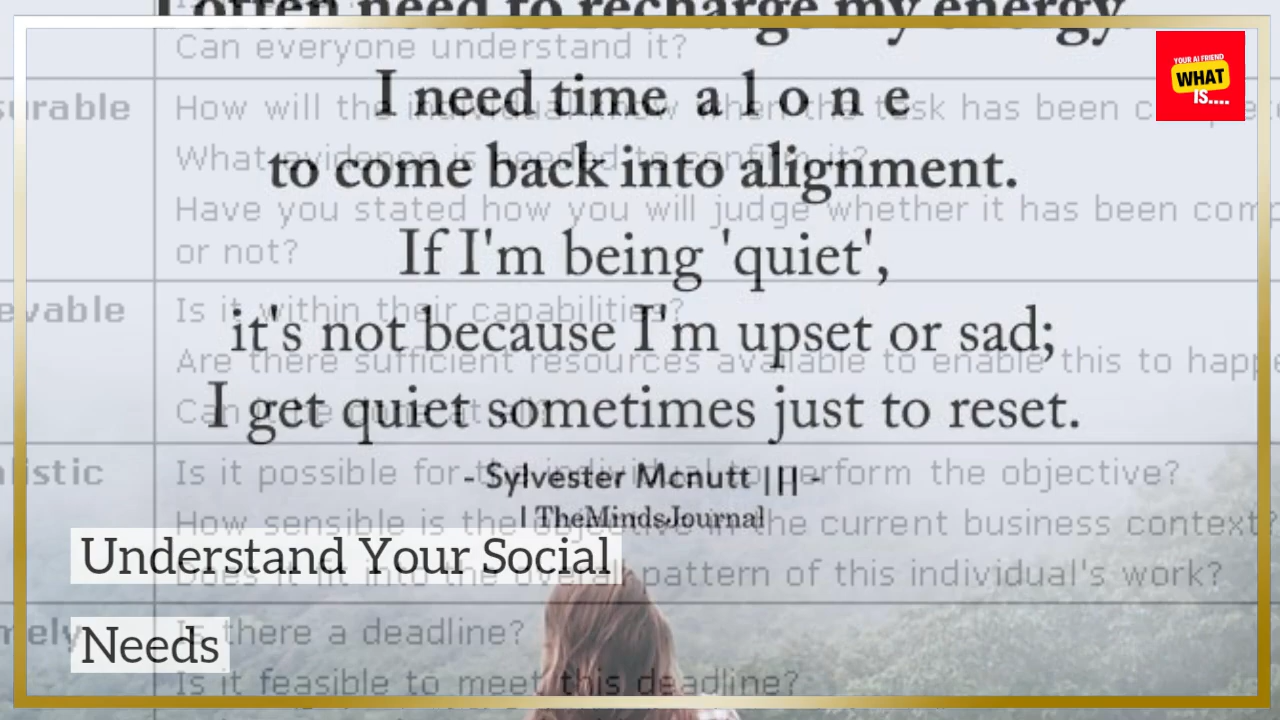 I often need to recharge my energy.
Can everyone understand it?
I need time a l o n e
How will the individual know when the task has been
to come back into alignment.
What evidence is needed to confirm it?
Have you stated how you will judge whether it has been
or not?
If I'm being 'quiet',
Is it within their capabilities?
it's not because I'm upset or sad;
Are there sufficient resources available to enable this to
I get quiet sometimes just to reset.
listic
Is it possible for the individual to perform the objective?
- Sylvester Mcnutt ||| -
How sensible is the objective in the current business context?
| TheMindsJournal
Understand Your Social
Does it fit into the overall pattern of this individual's work?
Needs
Is there a deadline?
Is it feasible to meet this deadline?
YOUR AI FRIEND
WHAT
IS....